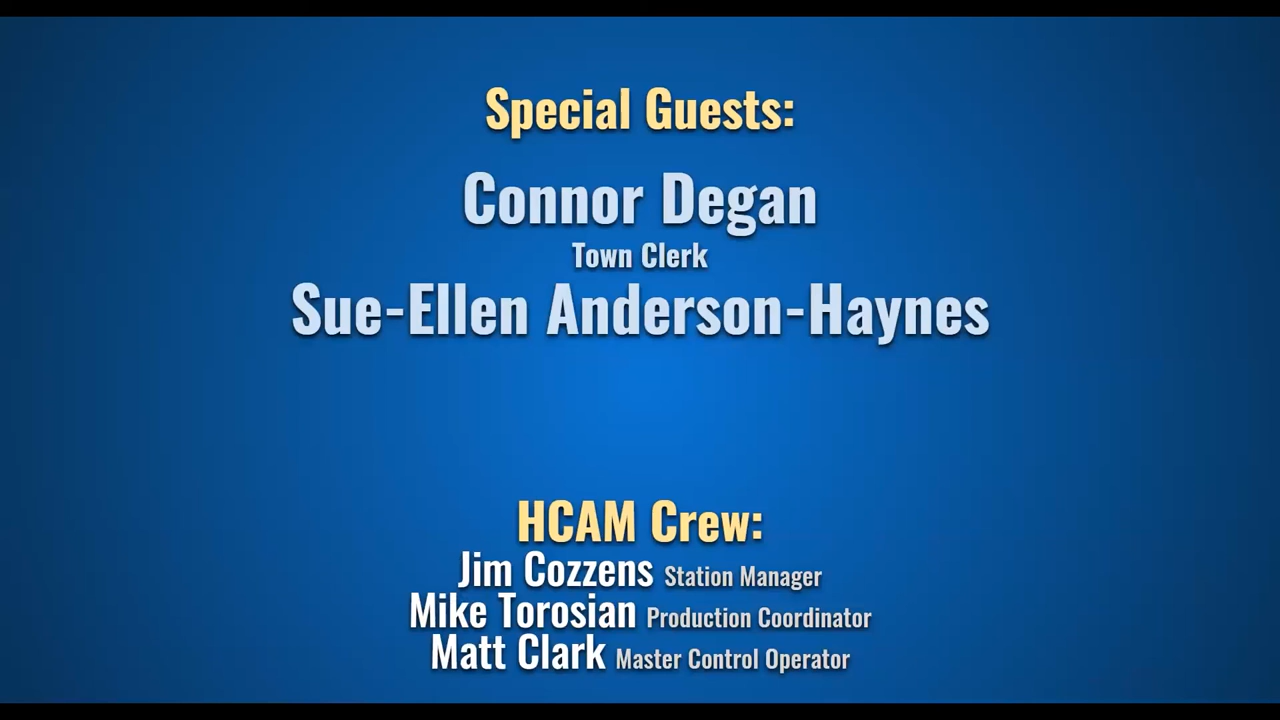 Special Guests:
Connor Degan
Town Clerk
Sue-Ellen Anderson-Haynes
HCAM Crew:
Jim Cozzens Station Manager
Mike Torosian Production Coordinator
Matt Clark Master Control Operator